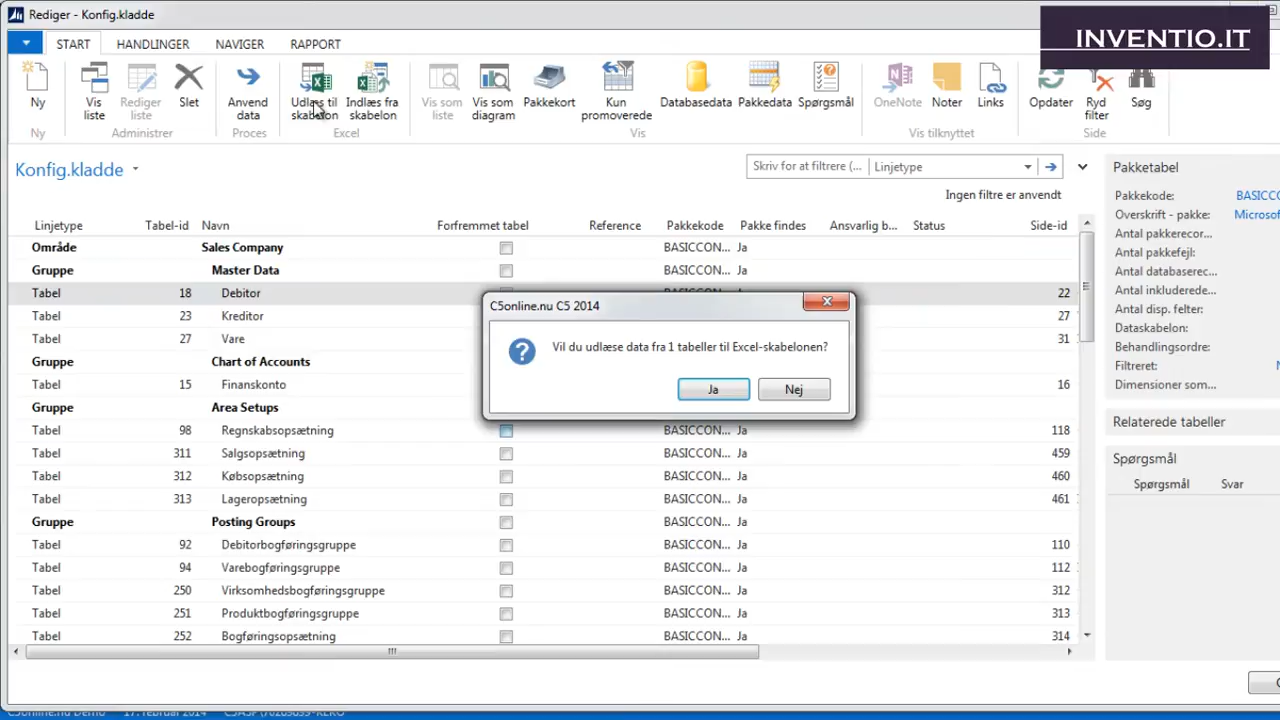 Rediger - Konfig.kladde
INVENTIO.IT
START HANDLINGER NAVIGER RAPPORT
Ny
Vis liste
Rediger liste
Slet
Anvend data
Udlæs til skabelon
Indlæs fra skabelon
Vis som liste
Vis som diagram
Pakkekort
Kun promoverede
Databasedata
Pakkedata
Spørgsmål
OneNote
Noter
Links
Opdater
Ryd filter
Søg
Ny Administrer Proces Excel Vis Vis tilknyttet Side
Konfig.kladde
Skriv for at filtrere (... Linjetype
Ingen filtre er anvendt
Linjetype Tabel-id Navn Forfremmet tabel Reference Pakkekode Pakke findes Ansvarlig b... Status Side-id
Område Sales Company BASICCON... Ja
Gruppe Master Data BASICCON... Ja
Tabel 18 Debitor 22
Tabel 23 Kreditor 27
Tabel 27 Vare 31
Gruppe Chart of Accounts
Tabel 15 Finanskonto 16
Gruppe Area Setups
Tabel 98 Regnskabsopsætning BASICCON... Ja 118
Tabel 311 Salgsopsætning BASICCON... Ja 459
Tabel 312 Købsopsætning BASICCON... Ja 460
Tabel 313 Lageropsætning BASICCON... Ja 461
Gruppe Posting Groups BASICCON... Ja
Tabel 92 Debitorbogføringsgruppe BASICCON... Ja 110
Tabel 94 Varebogføringsgruppe BASICCON... Ja 112
Tabel 250 Virksomhedsbogføringsgruppe BASICCON... Ja 312
Tabel 251 Produktbogføringsgruppe BASICCON... Ja 313
Tabel 252 Bogføringsopsætning BASICCON... Ja 314
C5online.nu C5 2014
Vil du udlæse data fra 1 tabeller til Excel-skabelonen?
Ja Nej
Pakketabel
Pakkekode: BASICCO
Overskrift - pakke: Microsof
Antal pakkerecor...
Antal pakkefejl:
Antal databaserec...
Antal inkluderede...
Antal disp. felter:
Dataskabelon:
Behandlingsordre:
Filtreret:
Dimensioner som...
Relaterede tabeller
Spørgsmål
Spørgsmål Svar
C5online.nu Demo 17. februar 2014